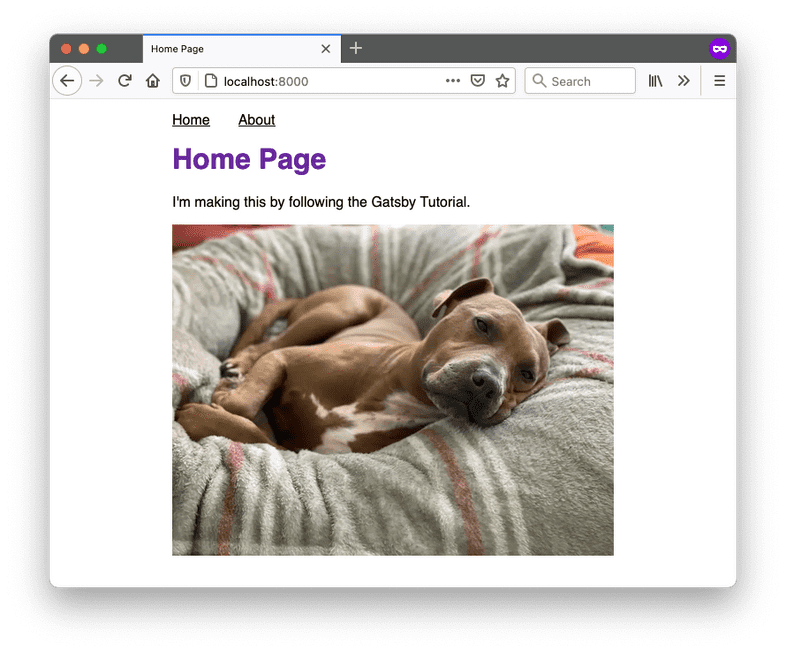 Home Page
localhost:8000
Search
Home About
Home Page
I'm making this by following the Gatsby Tutorial.